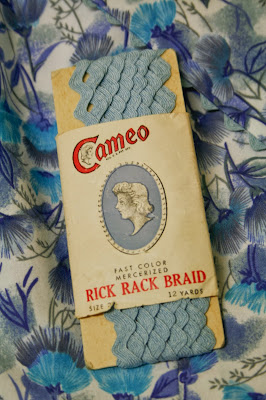 Cameo
FAST COLOR
MERCERIZED
RICK RACK BRAID
SIZE 12 YARDS